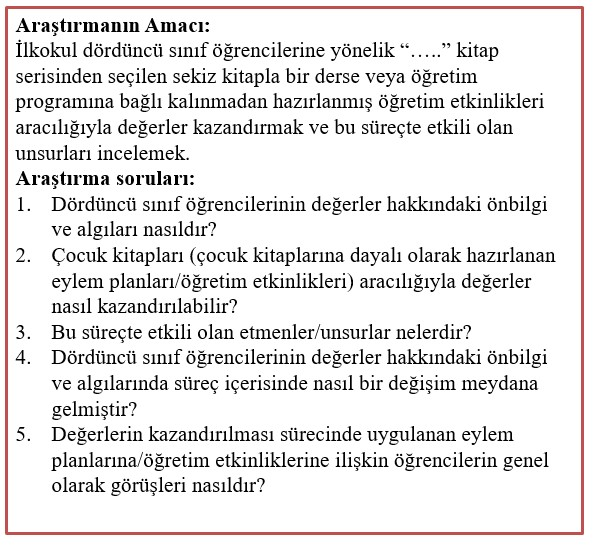 Araştırmanın Amacı:
İlkokul dördüncü sınıf öğrencilerine yönelik “…..” kitap
serisinden seçilen sekiz kitapla bir derse veya öğretim
programına bağlı kalınmadan hazırlanmış öğretim etkinlikleri
aracılığıyla değerler kazandırmak ve bu süreçte etkili olan
unsurları incelemek.
Araştırma soruları:
1. Dördüncü sınıf öğrencilerinin değerler hakkındaki önbilgi
ve algıları nasıldır?
2. Çocuk kitapları (çocuk kitaplarına dayalı olarak hazırlanan
eylem planları/öğretim etkinlikleri) aracılığıyla değerler
nasıl kazandırılabilir?
3. Bu süreçte etkili olan etmenler/unsurlar nelerdir?
4. Dördüncü sınıf öğrencilerinin değerler hakkındaki önbilgi
ve algılarında süreç içerisinde nasıl bir değişim meydana
gelmiştir?
5. Değerlerin kazandırılması sürecinde uygulanan eylem
planlarına/öğretim etkinliklerine ilişkin öğrencilerin genel
olarak görüşleri nasıldır?